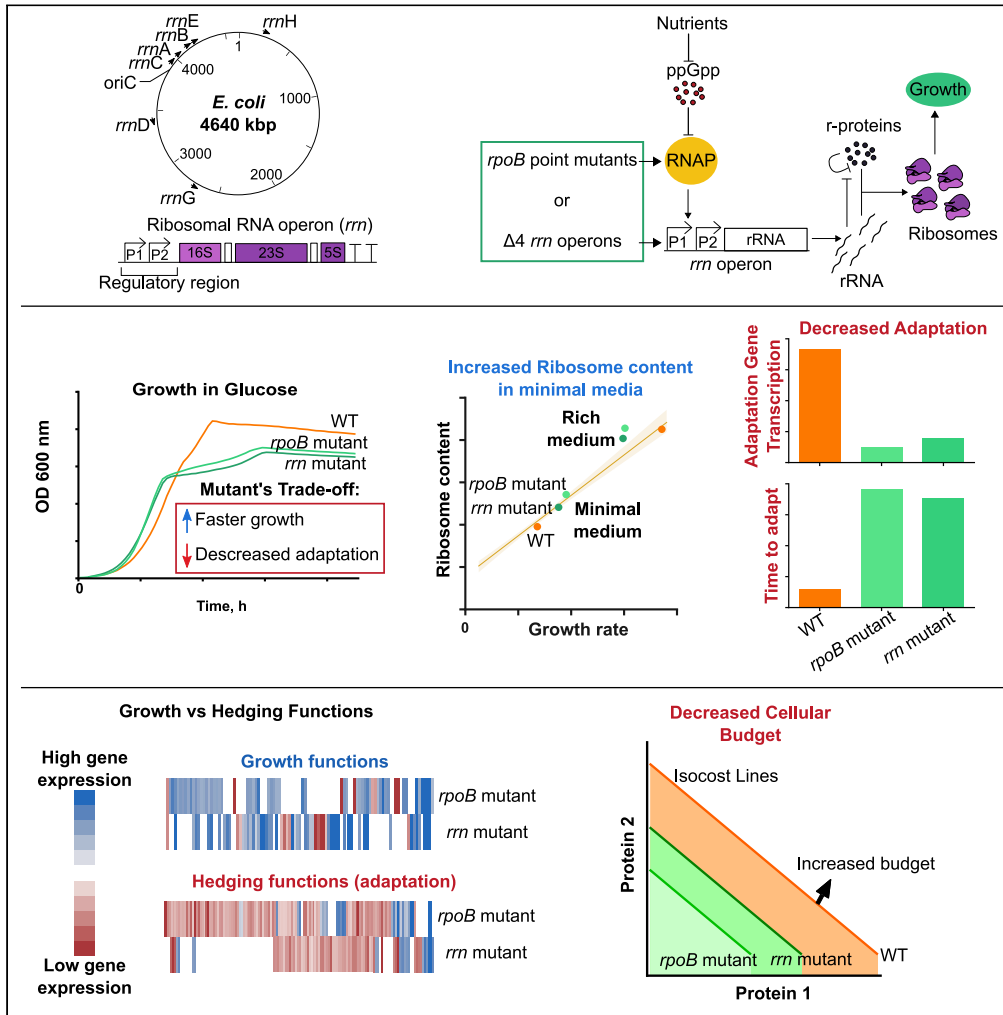 rrnE
rrnB
rrnA
rrnC
oriC
rrnD
rrnG
rrnH
1
1000
2000
3000
4000
E. coli
4640 kbp
Ribosomal RNA operon (rrn)
P1
P2
16S
23S
5S
Regulatory region
Nutrients
ppGpp
RNAP
rpoB point mutants
or
Δ4 rrn operons
P1
P2
rRNA
rrn operon
rRNA
r-proteins
Ribosomes
Growth
Growth in Glucose
OD 600 nm
WT
rpoB mutant
rrn mutant
Mutant's Trade-off:
Faster growth
Descreased adaptation
0
Time, h
Increased Ribosome content
in minimal media
Ribosome content
Rich
medium
rpoB mutant
rrn mutant
Minimal
medium
WT
0
Growth rate
Decreased Adaptation
Adaptation Gene
Transcription
Time to adapt
WT
rpoB mutant
rrn mutant
Growth vs Hedging Functions
High gene
expression
Low gene
expression
Growth functions
rpoB mutant
rrn mutant
Hedging functions (adaptation)
rpoB mutant
rrn mutant
Decreased Cellular
Budget
Isocost Lines
Increased budget
Protein 2
rpoB mutant
rrn mutant
WT
Protein 1